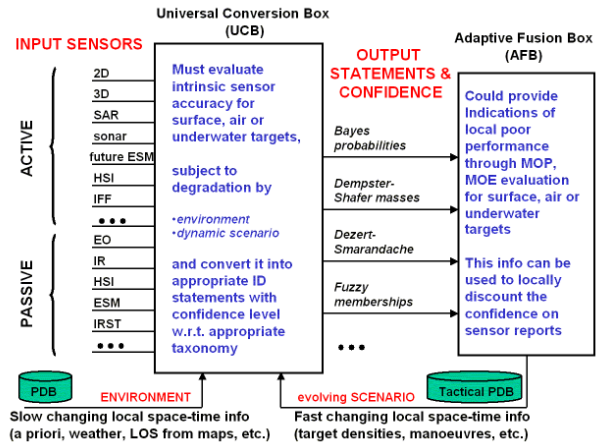 Universal Conversion Box
(UCB)
INPUT SENSORS
ACTIVE
2D
3D
SAR
sonar
future ESM
HSI
IFF
•••
PASSIVE
EO
IR
HSI
ESM
IRST
•••
Must evaluate
intrinsic sensor
accuracy for
surface, air or
underwater targets,
subject to
degradation by
•environment
•dynamic scenario
and convert it into
appropriate ID
statements with
confidence level
w.r.t. appropriate
taxonomy
OUTPUT
STATEMENTS &
CONFIDENCE
Bayes
probabilities
Dempster-
Shafer masses
Dezert-
Smarandache
Fuzzy
memberships
•••
Adaptive Fusion Box
(AFB)
Could provide
Indications of
local poor
performance
through MOP,
MOE evaluation
for surface, air or
underwater
targets
This info can be
used to locally
discount the
confidence on
sensor reports
PDB
ENVIRONMENT
Slow changing local space-time info
(a priori, weather, LOS from maps, etc.)
evolving SCENARIO
Tactical PDB
Fast changing local space-time info
(target densities, manoeuvres, etc.)